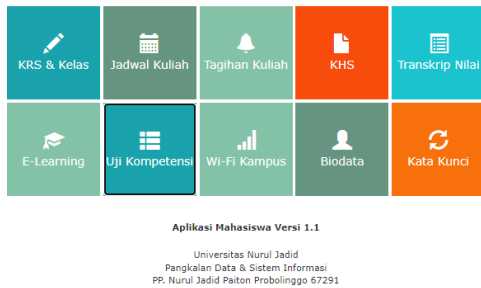 KRS & Kelas
Jadwal Kuliah
Tagihan Kuliah
KHS
Transkrip Nilai
E-Learning
Uji Kompetensi
Wi-Fi Kampus
Biodata
Kata Kunci
Aplikasi Mahasiswa Versi 1.1
Universitas Nurul Jadid
Pangkalan Data & Sistem Informasi
PP. Nurul Jadid Paiton Probolinggo 67291